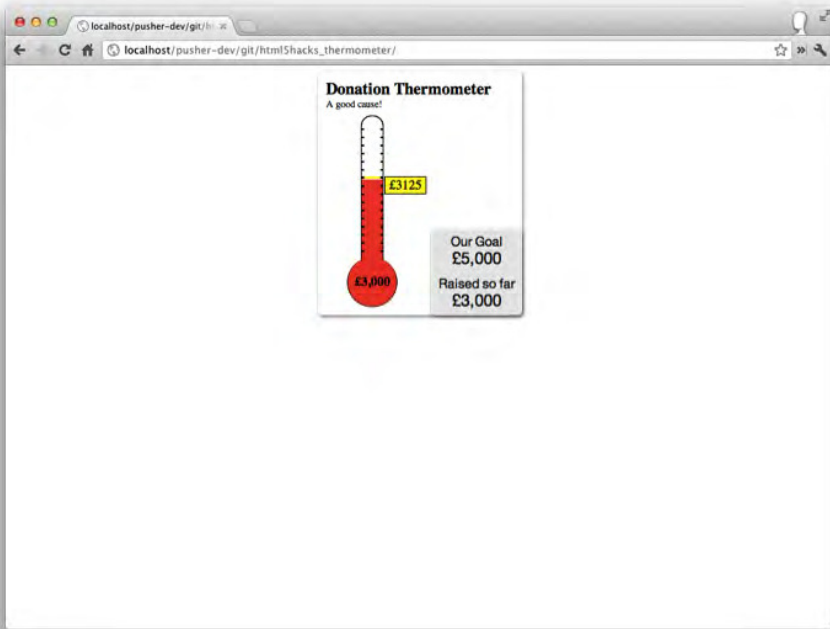 localhost/pusher-dev/git/h
localhost/pusher-dev/git/html5hacks_thermometer/
Donation Thermometer
A good cause!
£3125
Our Goal
£5,000
£3,000
Raised so far
£3,000